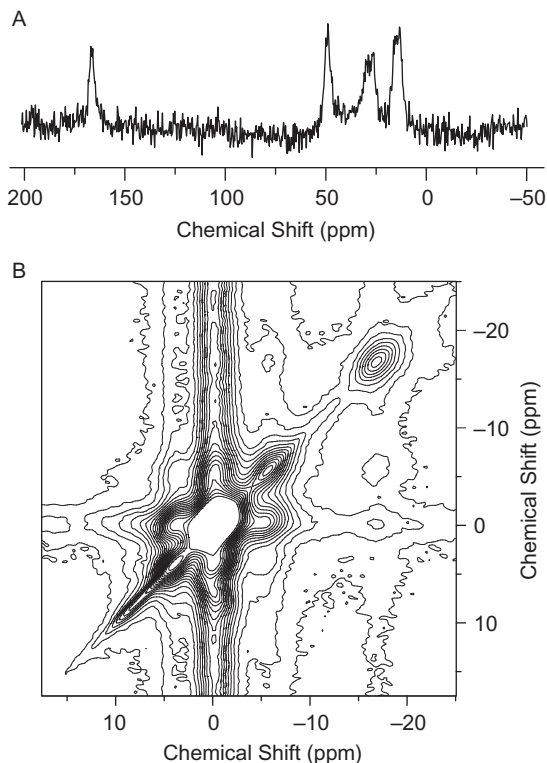 A
200 150 100 50 0 –50
Chemical Shift (ppm)
B
–20
–10
0
10
Chemical Shift (ppm)
10 0 –10 –20
Chemical Shift (ppm)